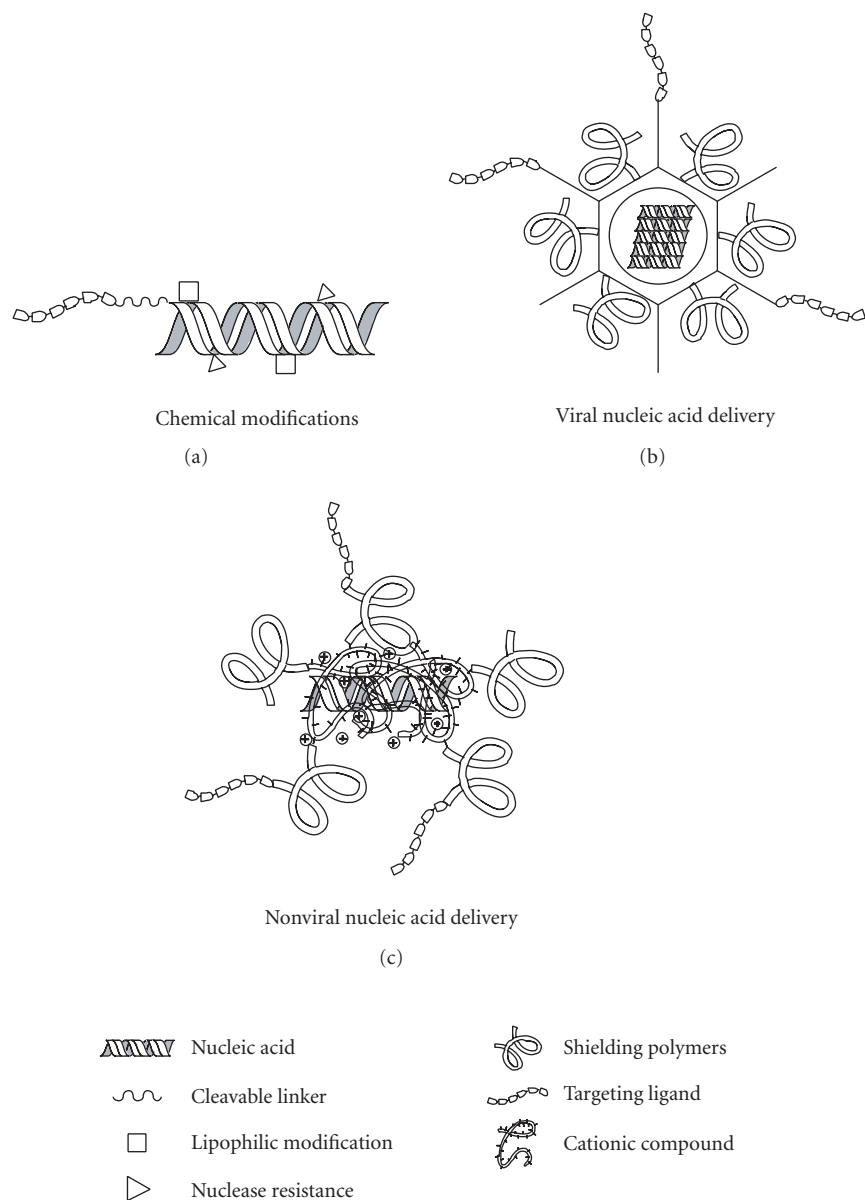 Chemical modifications
(a)
Viral nucleic acid delivery
(b)
Nonviral nucleic acid delivery
(c)
Nucleic acid
Cleavable linker
Lipophilic modification
Nuclease resistance
Shielding polymers
Targeting ligand
Cationic compound